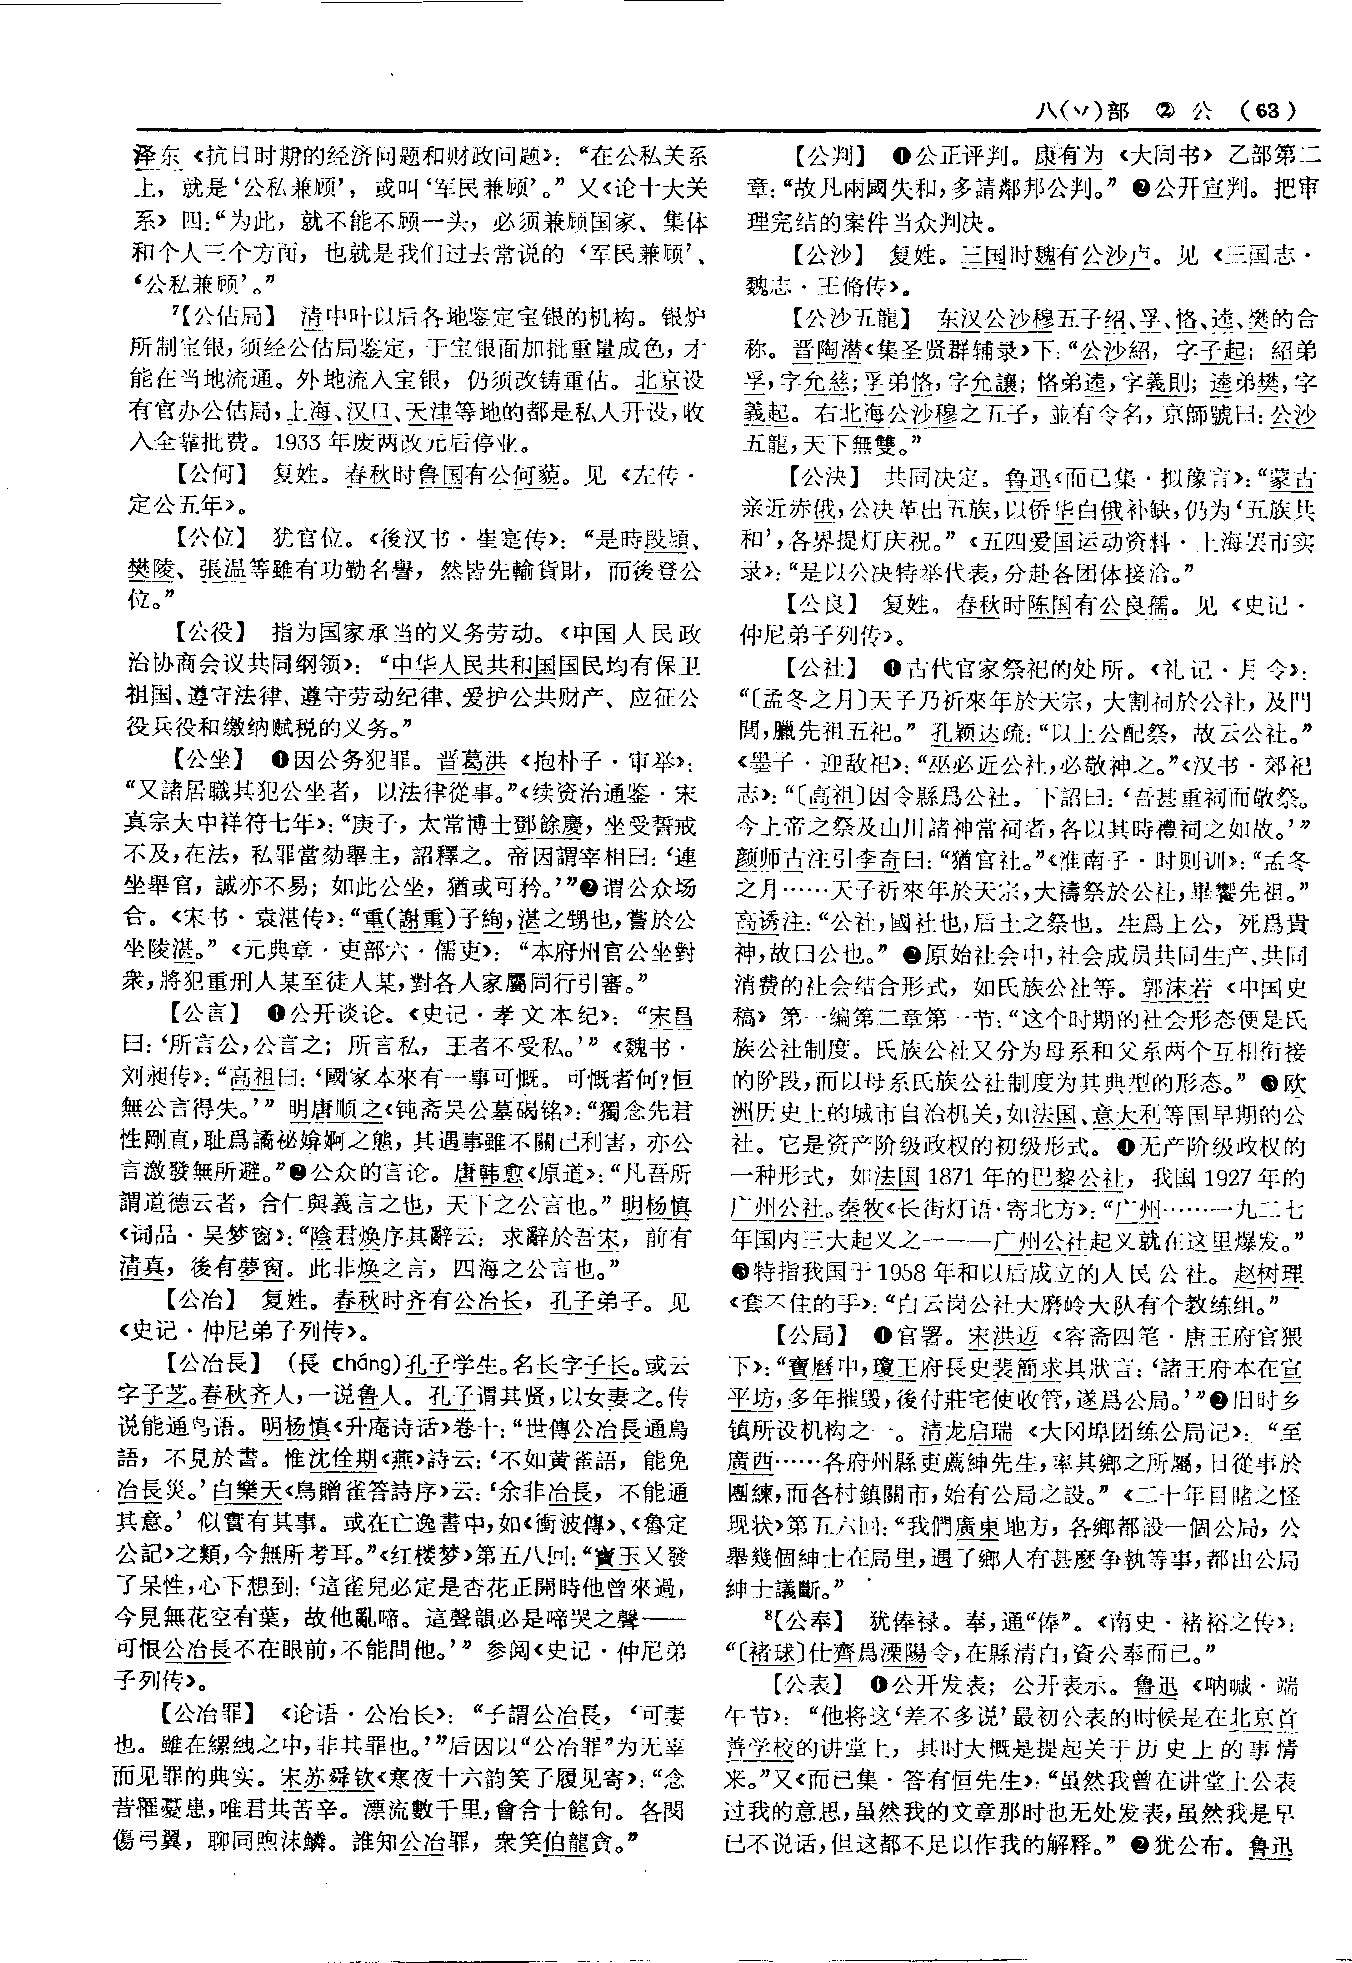 八(丷)部 ② 公 (63)
泽东《抗日时期的经济问题和财政问题》：“在公私关系
上，就是‘公私兼顾’，或叫‘军民兼顾’。”又《论十大关
系》四：“为此，就不能不顾一头，必须兼顾国家、集体
和个人三个方面，也就是我们过去常说的‘军民兼顾’、
‘公私兼顾’。”
7【公估局】 清中叶以后各地鉴定宝银的机构。银炉
所制宝银，须经公估局鉴定，于宝银面加批重量成色，才
能在当地流通。外地流入宝银，仍须改铸重估。北京设
有官办公估局，上海、汉口、天津等地的都是私人开设，收
入全靠批费。1933年废两改元后停业。
【公何】 复姓。春秋时鲁国有公何藐。见《左传·
定公五年》。
【公位】 犹官位。《後汉书·崔寔传》：“是時段熲、
樊陵、張温等雖有功勤名譽，然皆先輸貨財，而後登公
位。”
【公役】 指为国家承当的义务劳动。《中国人民政
治协商会议共同纲领》：“中华人民共和国国民均有保卫
祖国、遵守法律、遵守劳动纪律、爱护公共财产、应征公
役兵役和缴纳赋税的义务。”
【公坐】 ❶因公务犯罪。晋葛洪《抱朴子·审举》：
“又諸居職其犯公坐者，以法律從事。”《续资治通鉴·宋
真宗大中祥符七年》：“庚子，太常博士鄧餘慶，坐受誓戒
不及，在法，私罪當劾舉主，詔釋之。帝因謂宰相曰：‘連
坐舉官，誠亦不易；如此公坐，猶或可矜。’”❷谓公众场
合。《宋书·袁湛传》：“重(謝重)子絢，湛之甥也，嘗於公
坐陵湛。”《元典章·吏部六·儒吏》：“本府州官公坐對
衆，將犯重刑人某至徒人某，對各人家屬同行引審。”
【公言】 ❶公开谈论。《史记·孝文本纪》：“宋昌
曰：‘所言公，公言之；所言私，王者不受私。’”《魏书·
刘昶传》：“高祖曰：‘國家本來有一事可慨。可慨者何？恒
無公言得失。’”明唐顺之《钝斋吴公墓碣铭》：“獨念先君
性剛直，耻爲譎祕媕婀之態，其遇事雖不關己利害，亦公
言激發無所避。”❷公众的言论。唐韩愈《原道》：“凡吾所
謂道德云者，合仁與義言之也，天下之公言也。”明杨慎
《词品·吴梦窗》：“陰君焕序其辭云：求辭於吾宋，前有
清真，後有夢窗。此非焕之言，四海之公言也。”
【公冶】 复姓。春秋时齐有公冶长，孔子弟子。见
《史记·仲尼弟子列传》。
【公冶長】 (長 cháng)孔子学生。名长字子长。或云
字子芝。春秋齐人，一说鲁人。孔子谓其贤，以女妻之。传
说能通鸟语。明杨慎《升庵诗话》卷十：“世傳公冶長通鳥
語，不見於書。惟沈佺期《燕》詩云：‘不如黄雀語，能免
冶長災。’白樂天《鳥贈雀答詩序》云：‘余非冶長，不能通
其意。’似實有其事。或在亡逸書中，如《衝波傳》、《魯定
公記》之類，今無所考耳。”《红楼梦》第五八回：“寶玉又發
了呆性，心下想到：‘這雀兒必定是杏花正開時他曾來過，
今見無花空有葉，故他亂啼。這聲韻必是啼哭之聲——
可恨公冶長不在眼前，不能問他。’”参阅《史记·仲尼弟
子列传》。
【公冶罪】 《论语·公冶长》：“子謂公冶長，‘可妻
也。雖在縲絏之中，非其罪也。’”后因以“公冶罪”为无辜
而见罪的典实。宋苏舜钦《寒夜十六韵笑了履见寄》：“念
昔罹憂患，唯君共苦辛。漂流數千里，會合十餘旬。各閔
傷弓翼，聊同煦沫鱗。誰知公冶罪，衆笑伯龍貪。”
【公判】 ❶公正评判。康有为《大同书》乙部第二
章：“故凡兩國失和，多請鄰邦公判。”❷公开宣判。把审
理完结的案件当众判决。
【公沙】 复姓。三国时魏有公沙卢。见《三国志·
魏志·王脩传》。
【公沙五龍】 东汉公沙穆五子绍、孚、恪、逵、樊的合
称。晋陶潜《集圣贤群辅录》下：“公沙紹，字子起；紹弟
孚，字允慈；孚弟恪，字允讓；恪弟逵，字義則；逵弟樊，字
義起。右北海公沙穆之五子，並有令名，京師號曰：公沙
五龍，天下無雙。”
【公决】 共同决定。鲁迅《而已集·拟豫言》：“蒙古
亲近赤俄，公决革出五族，以侨华白俄补缺，仍为‘五族共
和’，各界提灯庆祝。”《五四爱国运动资料·上海罢市实
录》：“是以公决特举代表，分赴各团体接洽。”
【公良】 复姓。春秋时陈国有公良孺。见《史记·
仲尼弟子列传》。
【公社】 ❶古代官家祭祀的处所。《礼记·月令》：
“〔孟冬之月〕天子乃祈來年於天宗，大割祠於公社，及門
閭，臘先祖五祀。”孔颖达疏：“以上公配祭，故云公社。”
《墨子·迎敌祀》：“巫必近公社，必敬神之。”《汉书·郊祀
志》：“〔高祖〕因令縣爲公社。下詔曰：‘吾甚重祠而敬祭。
今上帝之祭及山川諸神當祠者，各以其時禮祠之如故。’”
颜师古注引李奇曰：“猶官社。”《淮南子·时则训》：“孟冬
之月……天子祈來年於天宗，大禱祭於公社，畢饗先祖。”
高诱注：“公社，國社也，后土之祭也。生爲上公，死爲貴
神，故曰公也。”❷原始社会中，社会成员共同生产、共同
消费的社会结合形式，如氏族公社等。郭沫若《中国史
稿》第一编第二章第一节：“这个时期的社会形态便是氏
族公社制度。氏族公社又分为母系和父系两个互相衔接
的阶段，而以母系氏族公社制度为其典型的形态。”❸欧
洲历史上的城市自治机关，如法国、意大利等国早期的公
社。它是资产阶级政权的初级形式。❹无产阶级政权的
一种形式，如法国1871年的巴黎公社，我国1927年的
广州公社。秦牧《长街灯语·寄北方》：“广州……一九二七
年国内三大起义之一——广州公社起义就在这里爆发。”
❺特指我国于1958年和以后成立的人民公社。赵树理
《套不住的手》：“白云岗公社大磨岭大队有个教练组。”
【公局】 ❶官署。宋洪迈《容斋四笔·唐王府官猥
下》：“寶曆中，瓊王府長史裴簡求具狀言：‘諸王府本在宣
平坊，多年摧毁，後付莊宅使收管，遂爲公局。’”❷旧时乡
镇所设机构之一。清龙启瑞《大冈埠团练公局记》：“至
廣西……各府州縣吏薦紳先生，率其鄉之所屬，日從事於
團練，而各村鎮關市，始有公局之設。”《二十年目睹之怪
现状》第五六回：“我們廣東地方，各鄉都設一個公局，公
舉幾個紳士在局里，遇了鄉人有甚麽争執等事，都由公局
紳士議斷。”
8【公奉】 犹俸禄。奉，通“俸”。《南史·褚裕之传》：
“〔褚球〕仕齊爲溧陽令，在縣清白，資公奉而已。”
【公表】 ❶公开发表；公开表示。鲁迅《呐喊·端
午节》：“他将这‘差不多说’最初公表的时候是在北京首
善学校的讲堂上，其时大概是提起关于历史上的事情
来。”又《而已集·答有恒先生》：“虽然我曾在讲堂上公表
过我的意思，虽然我的文章那时也无处发表，虽然我是早
已不说话，但这都不足以作我的解释。”❷犹公布。鲁迅